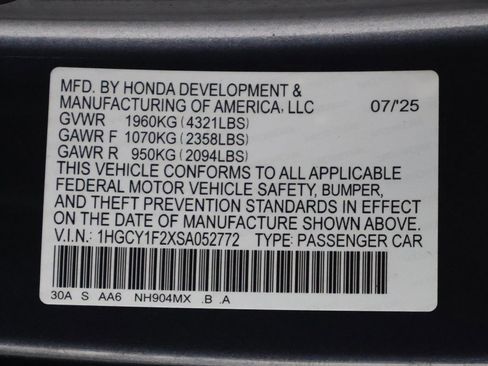 MFD. BY HONDA DEVELOPMENT &
MANUFACTURING OF AMERICA, LLC 07/'25
GVWR 1960KG (4321LBS)
GAWR F 1070KG (2358LBS)
GAWR R 950KG (2094LBS)
THIS VEHICLE CONFORMS TO ALL APPLICABLE
FEDERAL MOTOR VEHICLE SAFETY, BUMPER,
AND THEFT PREVENTION STANDARDS IN EFFECT
ON THE DATE OF MANUFACTURE SHOWN ABOVE.
V.I.N.: 1HGCY1F2XSA052772 TYPE: PASSENGER CAR
30A S AA6 NH904MX .B .A